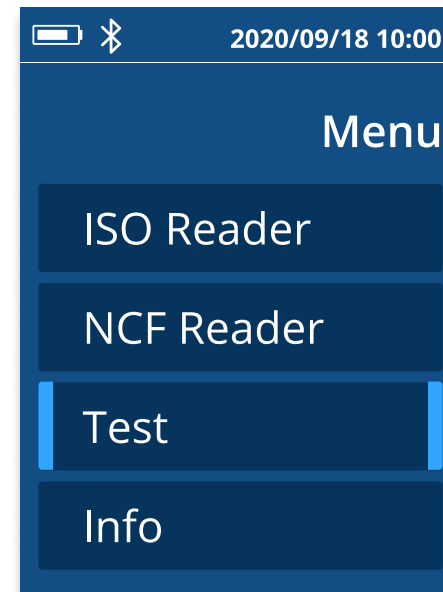 2020/09/18 10:00
Menu
ISO Reader
NCF Reader
Test
Info